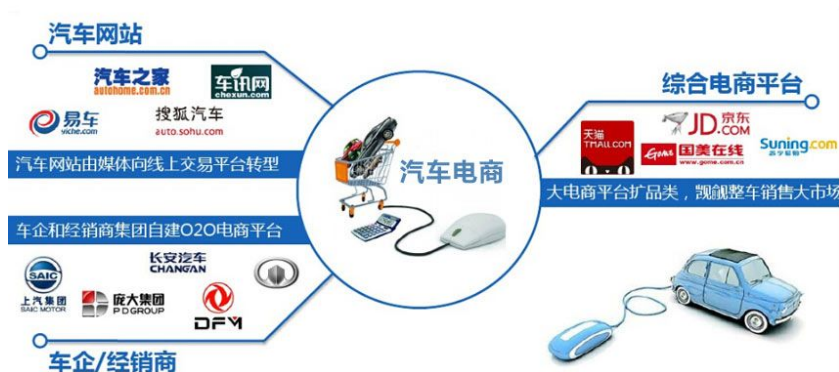 汽车网站
汽车之家
autohome.com.cn
车讯网
chexun.com
易车
yiche.com
搜狐汽车
auto.sohu.com
汽车网站由媒体向线上交易平台转型
汽车电商
综合电商平台
天猫
TMALL.COM
JD.京东
.COM
GOME
国美在线
www.gome.com.cn
Suning.com
苏宁易购
大电商平台扩品类，觊觎整车销售大市场
车企和经销商集团自建O2O电商平台
SAIC
上汽集团
SAIC MOTOR
庞大集团
PDGROUP
长安汽车
CHANGAN
DFM
车企/经销商